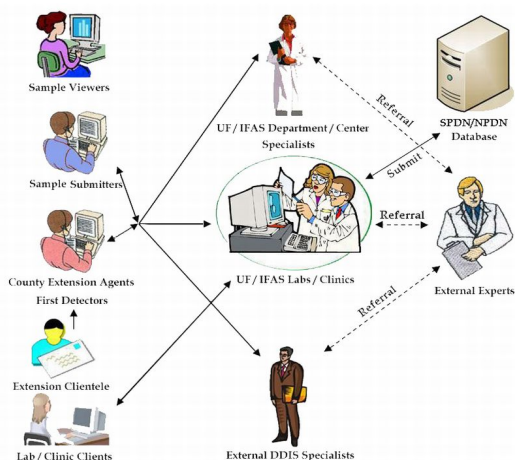 Sample Viewers
Sample Submitters
County Extension Agents
First Detectors
Extension Clientele
Lab / Clinic Clients
UF / IFAS Department / Center
Specialists
UF / IFAS Labs / Clinics
External DDIS Specialists
Referral
Submit
Referral
Referral
SPDN/NPDN
Database
External Experts